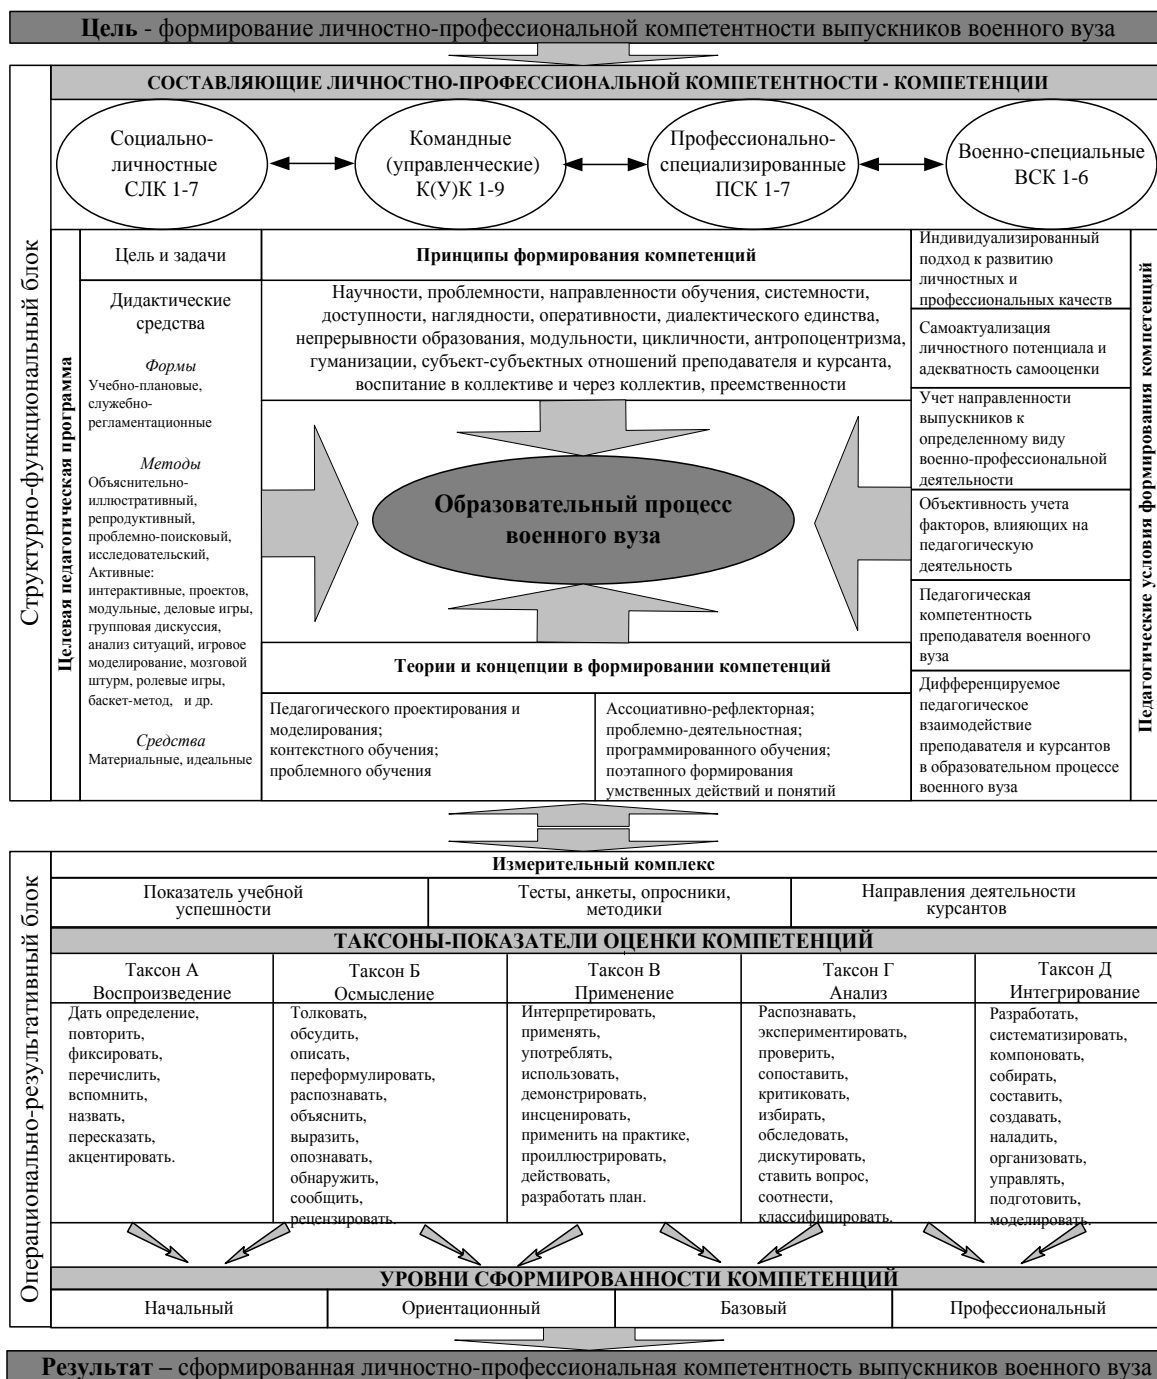 Цель - формирование личностно-профессиональной компетентности выпускников военного вуза
Структурно-функциональный блок
СОСТАВЛЯЮЩИЕ ЛИЧНОСТНО-ПРОФЕССИОНАЛЬНОЙ КОМПЕТЕНТНОСТИ - КОМПЕТЕНЦИИ
Социально-
личностные
СЛК 1-7
Командные
(управленческие)
К(У)К 1-9
Профессионально-
специализированные
ПСК 1-7
Военно-специальные
ВСК 1-6
Целевая педагогическая программа
Цель и задачи
Дидактические
средства
Формы
Учебно-плановые,
служебно-
регламентационные
Методы
Объяснительно-
иллюстративный,
репродуктивный,
проблемно-поисковый,
исследовательский,
Активные:
интерактивные, проектов,
модульные, деловые игры,
групповая дискуссия,
анализ ситуаций, игровое
моделирование, мозговой
штурм, ролевые игры,
баскет-метод, и др.
Средства
Материальные, идеальные
Принципы формирования компетенций
Научности, проблемности, направленности обучения, системности,
доступности, наглядности, оперативности, диалектического единства,
непрерывности образования, модульности, цикличности, антропоцентризма,
гуманизации, субъект-субъектных отношений преподавателя и курсанта,
воспитание в коллективе и через коллектив, преемственности
Образовательный процесс
военного вуза
Теории и концепции в формировании компетенций
Педагогического проектирования и
моделирования;
контекстного обучения;
проблемного обучения
Ассоциативно-рефлекторная;
проблемно-деятельностная;
программированного обучения;
поэтапного формирования
умственных действий и понятий
Индивидуализированный
подход к развитию
личностных и
профессиональных качеств
Самоактуализация
личностного потенциала и
адекватность самооценки
Учет направленности
выпускников к
определенному виду
военно-профессиональной
деятельности
Объективность учета
факторов, влияющих на
педагогическую
деятельность
Педагогическая
компетентность
преподавателя военного
вуза
Дифференцируемое
педагогическое
взаимодействие
преподавателя и курсантов
в образовательном процессе
военного вуза
Педагогические условия формирования компетенций
Операционально-результативный блок
Измерительный комплекс
Показатель учебной
успешности
Тесты, анкеты, опросники,
методики
Направления деятельности
курсантов
ТАКСОНЫ-ПОКАЗАТЕЛИ ОЦЕНКИ КОМПЕТЕНЦИЙ
Таксон А
Воспроизведение
Дать определение,
повторить,
фиксировать,
перечислить,
вспомнить,
назвать,
пересказать,
акцентировать.
Таксон Б
Осмысление
Толковать,
обсудить,
описать,
переформулировать,
распознавать,
объяснить,
выразить,
опознавать,
обнаружить,
сообщить,
рецензировать.
Таксон В
Применение
Интерпретировать,
применять,
употреблять,
использовать,
демонстрировать,
инсценировать,
применить на практике,
проиллюстрировать,
действовать,
разработать план.
Таксон Г
Анализ
Распознавать,
экспериментировать,
проверить,
сопоставить,
критиковать,
избирать,
обследовать,
дискутировать,
ставить вопрос,
соотнести,
классифицировать.
Таксон Д
Интегрирование
Разработать,
систематизировать,
компоновать,
собирать,
составить,
создавать,
наладить,
организовать,
управлять,
подготовить,
моделировать.
УРОВНИ СФОРМИРОВАННОСТИ КОМПЕТЕНЦИЙ
Начальный
Ориентационный
Базовый
Профессиональный
Результат – сформированная личностно-профессиональная компетентность выпускников военного вуза